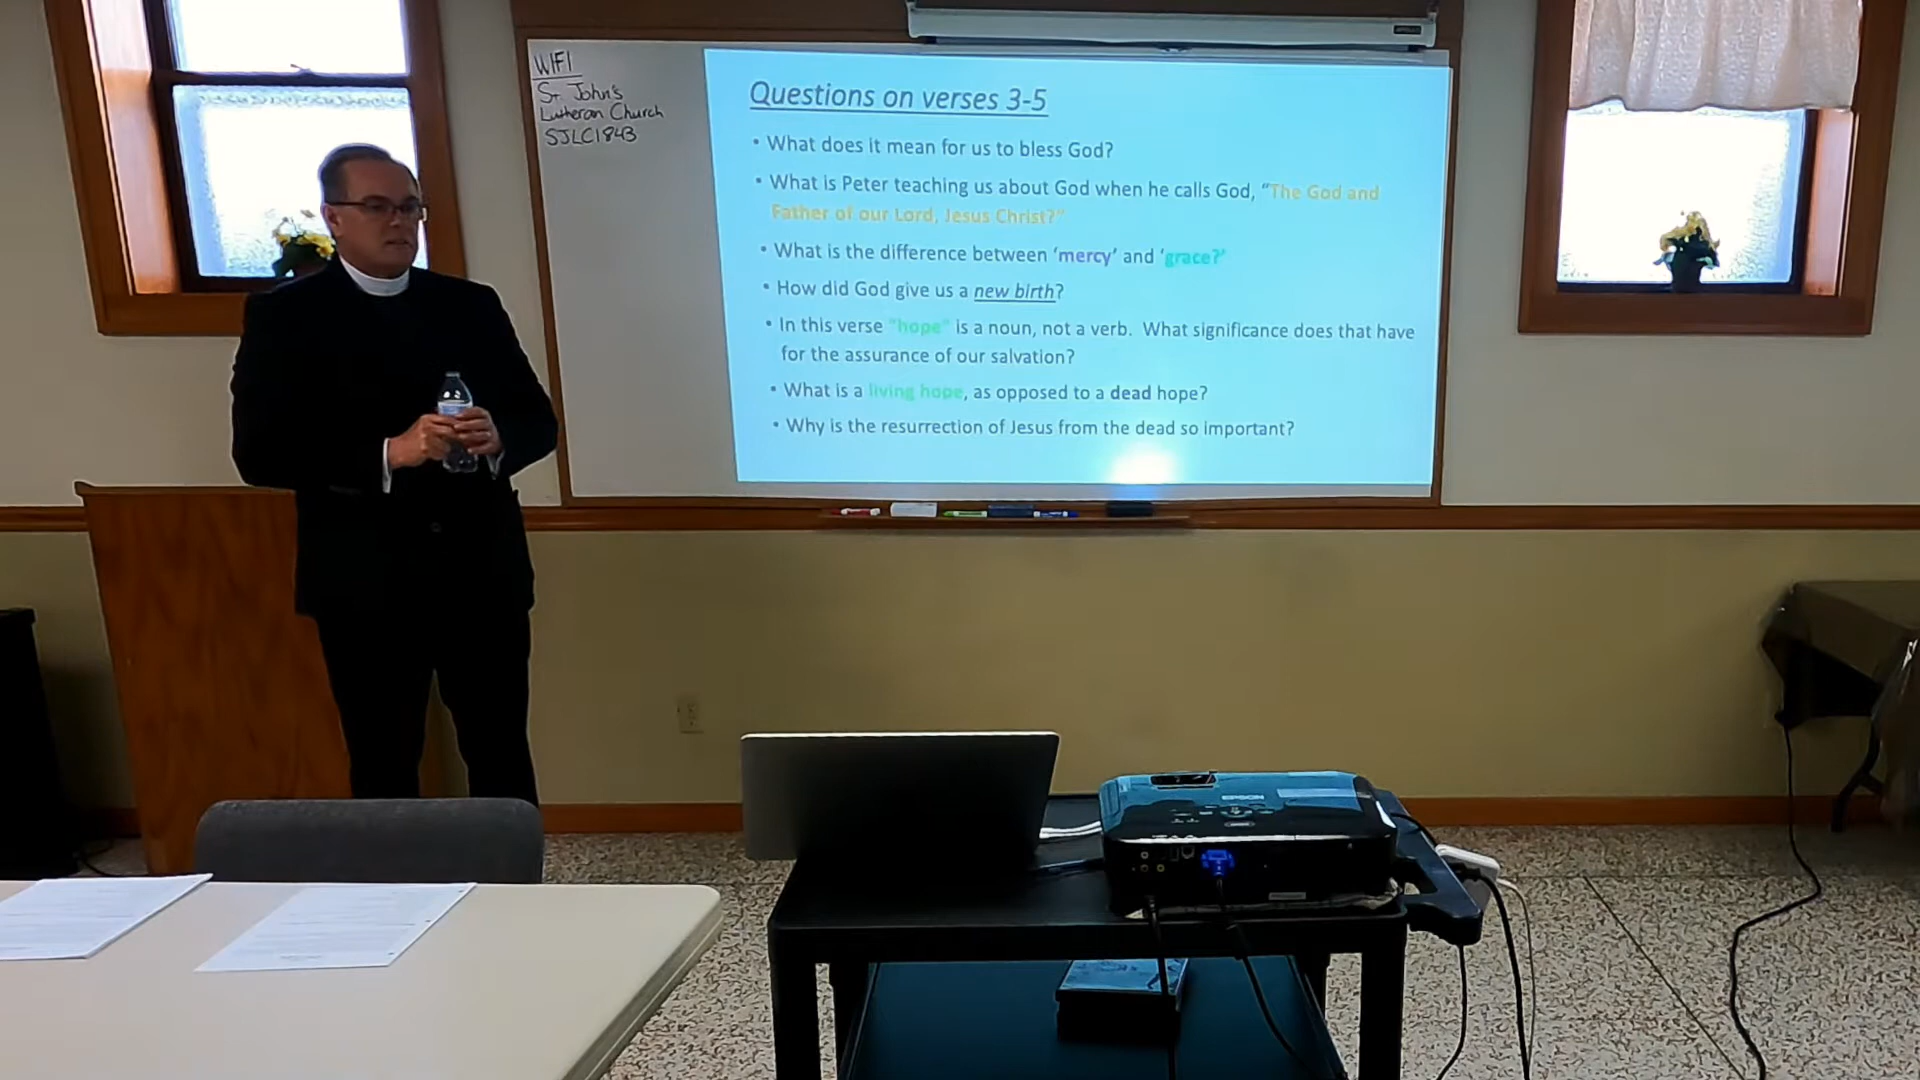 WIFI
St. John's
Lutheran Church
SJLC1843
Questions on verses 3-5
• What does it mean for us to bless God?
• What is Peter teaching us about God when he calls God, “The God and
Father of our Lord, Jesus Christ?”
• What is the difference between ‘mercy’ and ‘grace?’
• How did God give us a new birth?
• In this verse “hope” is a noun, not a verb. What significance does that have
for the assurance of our salvation?
• What is a living hope, as opposed to a dead hope?
• Why is the resurrection of Jesus from the dead so important?
EPSON